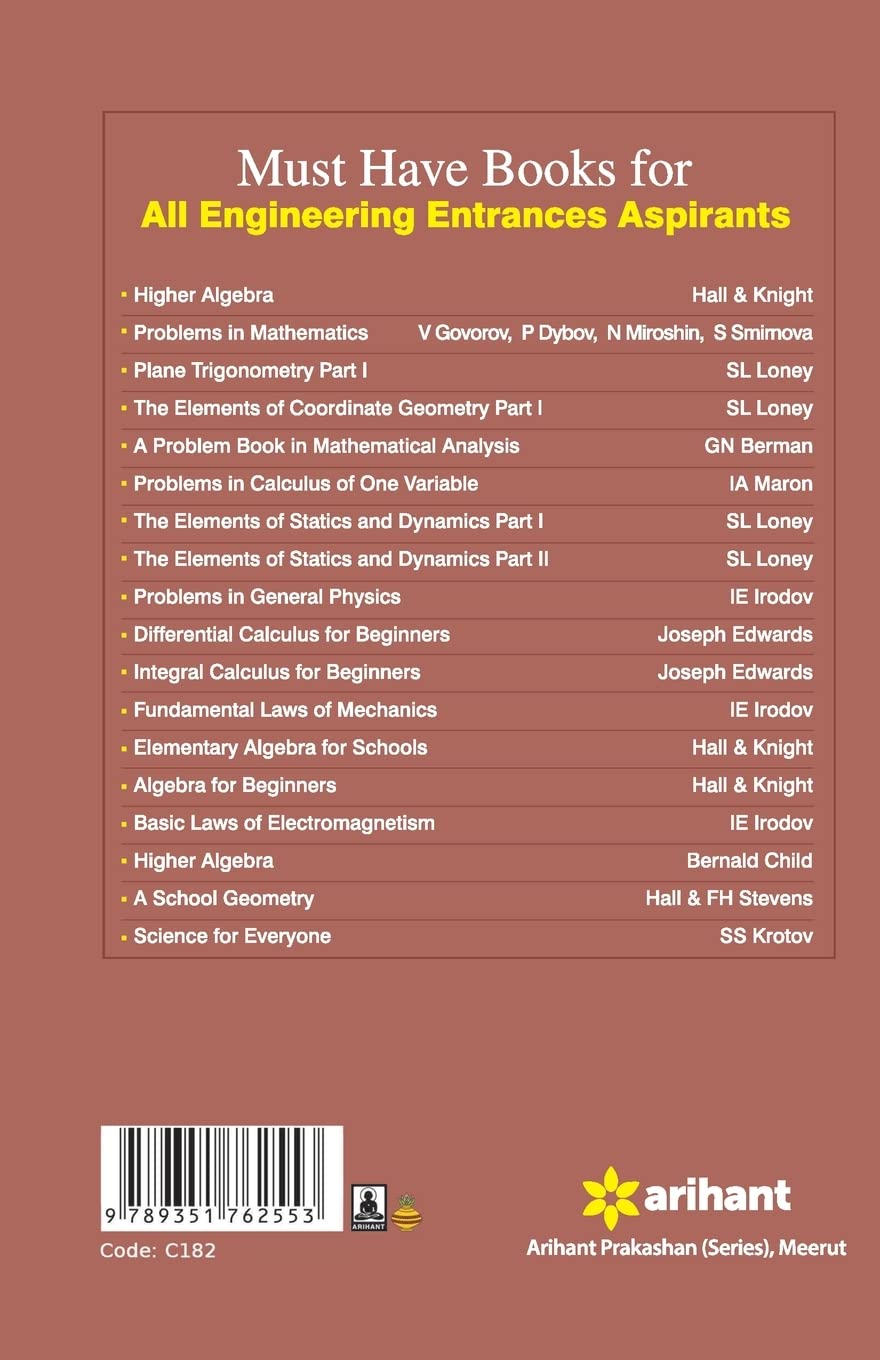 Must Have Books for
All Engineering Entrances Aspirants
▪ Higher Algebra Hall & Knight
▪ Problems in Mathematics V Govorov, P Dybov, N Miroshin, S Smirnova
▪ Plane Trigonometry Part I SL Loney
▪ The Elements of Coordinate Geometry Part I SL Loney
▪ A Problem Book in Mathematical Analysis GN Berman
▪ Problems in Calculus of One Variable IA Maron
▪ The Elements of Statics and Dynamics Part I SL Loney
▪ The Elements of Statics and Dynamics Part II SL Loney
▪ Problems in General Physics IE Irodov
▪ Differential Calculus for Beginners Joseph Edwards
▪ Integral Calculus for Beginners Joseph Edwards
▪ Fundamental Laws of Mechanics IE Irodov
▪ Elementary Algebra for Schools Hall & Knight
▪ Algebra for Beginners Hall & Knight
▪ Basic Laws of Electromagnetism IE Irodov
▪ Higher Algebra Bernald Child
▪ A School Geometry Hall & FH Stevens
▪ Science for Everyone SS Krotov
9 789351 762553
ARIHANT
Code: C182
arihant
Arihant Prakashan (Series), Meerut